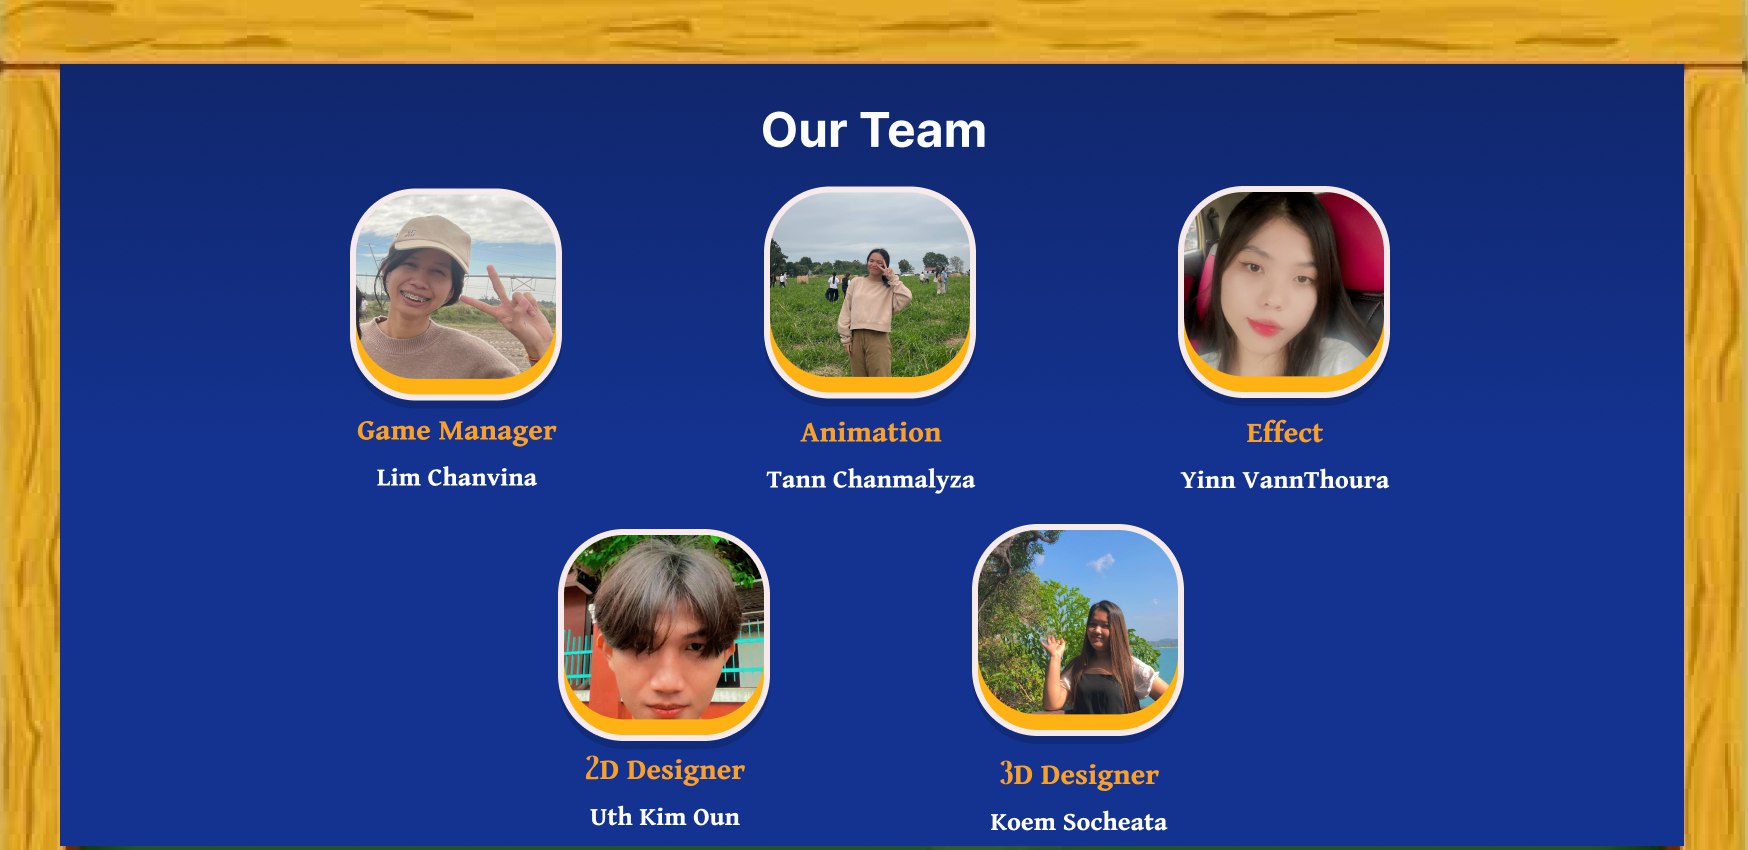 Our Team
Game Manager
Lim Chanvina
Animation
Tann Chanmalyza
Effect
Yinn VannThoura
2D Designer
Uth Kim Oun
3D Designer
Koem Socheata